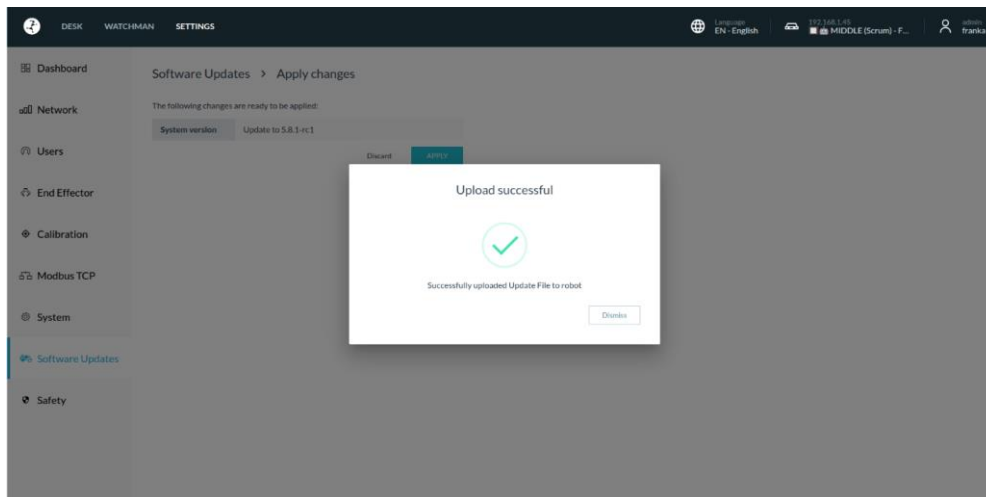 DESK WATCHMAN SETTINGS
Language
EN - English
192.168.1.45
MIDDLE (Scrum) - F...
admin
franka
Dashboard
Software Updates > Apply changes
Network
The following changes are ready to be applied:
System version Update to 5.8.1-rc1
Users
Discard APPLY
End Effector
Upload successful
Calibration
Modbus TCP
Successfully uploaded Update File to robot
System
Dismiss
Software Updates
Safety